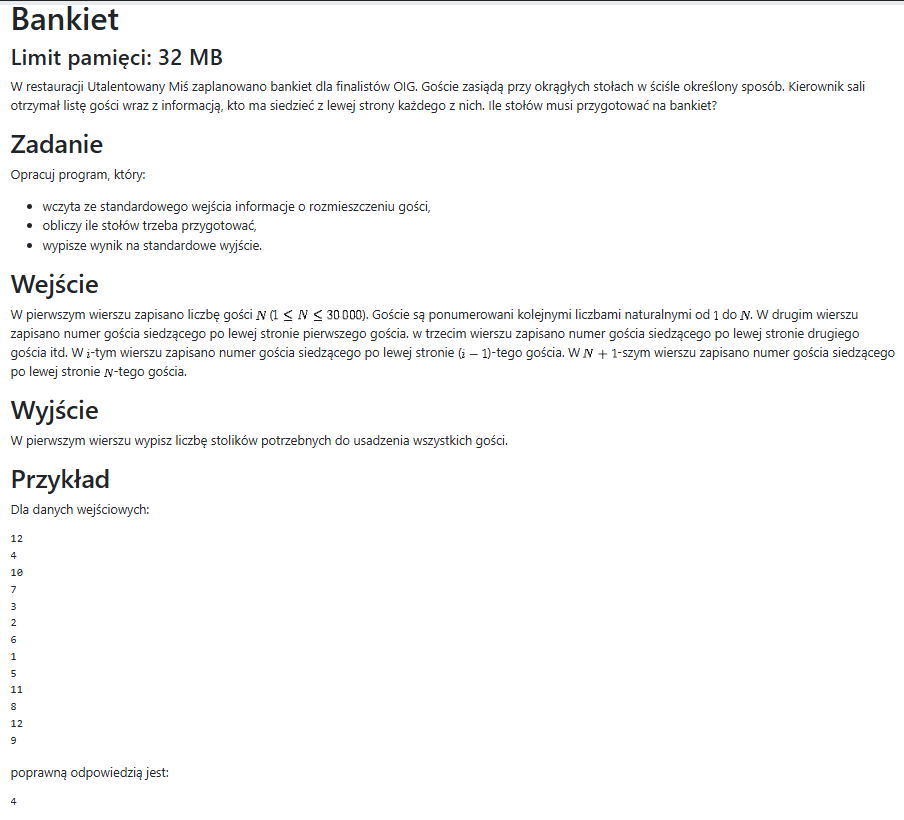 Bankiet
Limit pamięci: 32 MB
W restauracji Utalentowany Miś zaplanowano bankiet dla finalistów OIG. Goście zasiądą przy okrągłych stołach w ściśle określony sposób. Kierownik sali
otrzymał listę gości wraz z informacją, kto ma siedzieć z lewej strony każdego z nich. Ile stołów musi przygotować na bankiet?
Zadanie
Opracuj program, który:
• wczyta ze standardowego wejścia informacje o rozmieszczeniu gości,
• obliczy ile stołów trzeba przygotować,
• wypisze wynik na standardowe wyjście.
Wejście
W pierwszym wierszu zapisano liczbę gości N (1 ≤ N ≤ 30 000). Goście są ponumerowani kolejnymi liczbami naturalnymi od 1 do N. W drugim wierszu
zapisano numer gościa siedzącego po lewej stronie pierwszego gościa. w trzecim wierszu zapisano numer gościa siedzącego po lewej stronie drugiego
gościa itd. W i-tym wierszu zapisano numer gościa siedzącego po lewej stronie (i − 1)-tego gościa. W N + 1-szym wierszu zapisano numer gościa siedzącego
po lewej stronie N-tego gościa.
Wyjście
W pierwszym wierszu wypisz liczbę stolików potrzebnych do usadzenia wszystkich gości.
Przykład
Dla danych wejściowych:
12
4
10
7
3
2
6
1
5
11
8
12
9
poprawną odpowiedzią jest:
4